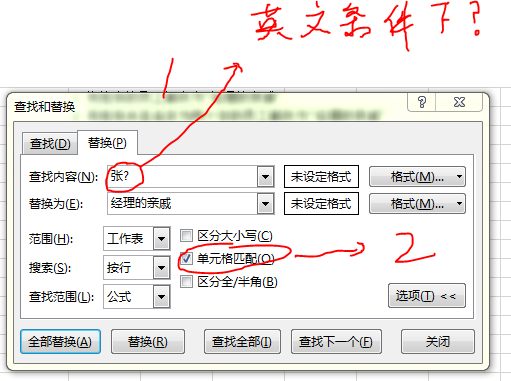 英文条件下?
1
查找和替换
查找(D) 替换(P)
查找内容(N): 张? 未设定格式 格式(M)...
替换为(E): 经理的亲戚 未设定格式 格式(M)...
范围(H): 工作表 区分大小写(C)
搜索(S): 按行 单元格匹配(O) 2
查找范围(L): 公式 区分全/半角(B)
选项(T) <<
全部替换(A) 替换(R) 查找全部(I) 查找下一个(F) 关闭